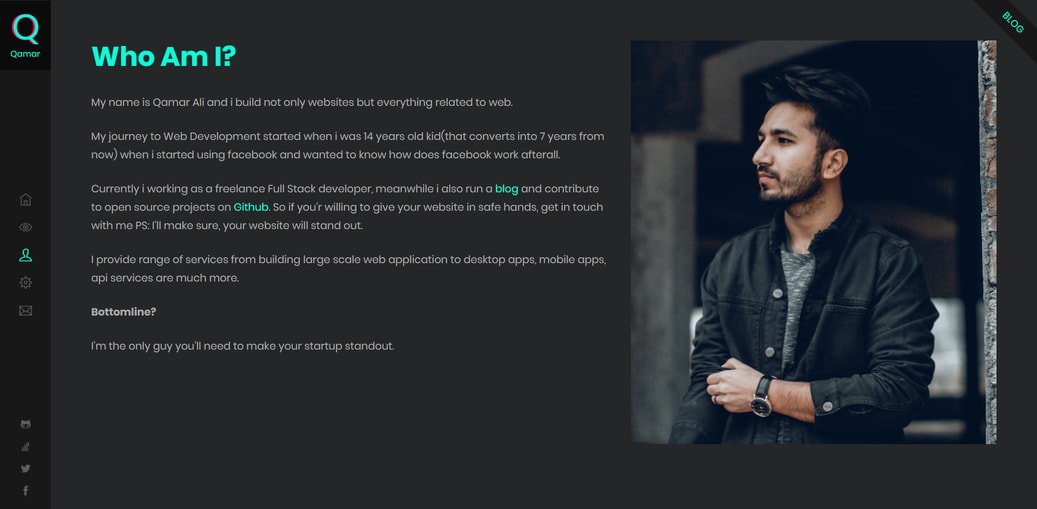 Q
Qamar
BLOG
Who Am I?
My name is Qamar Ali and i build not only websites but everything related to web.
My journey to Web Development started when i was 14 years old kid(that converts into 7 years from
now) when i started using facebook and wanted to know how does facebook work afterall.
Currently i working as a freelance Full Stack developer, meanwhile i also run a blog and contribute
to open source projects on Github. So if you'r willing to give your website in safe hands, get in touch
with me PS: I'll make sure, your website will stand out.
I provide range of services from building large scale web application to desktop apps, mobile apps,
api services are much more.
Bottomline?
I'm the only guy you'll need to make your startup standout.